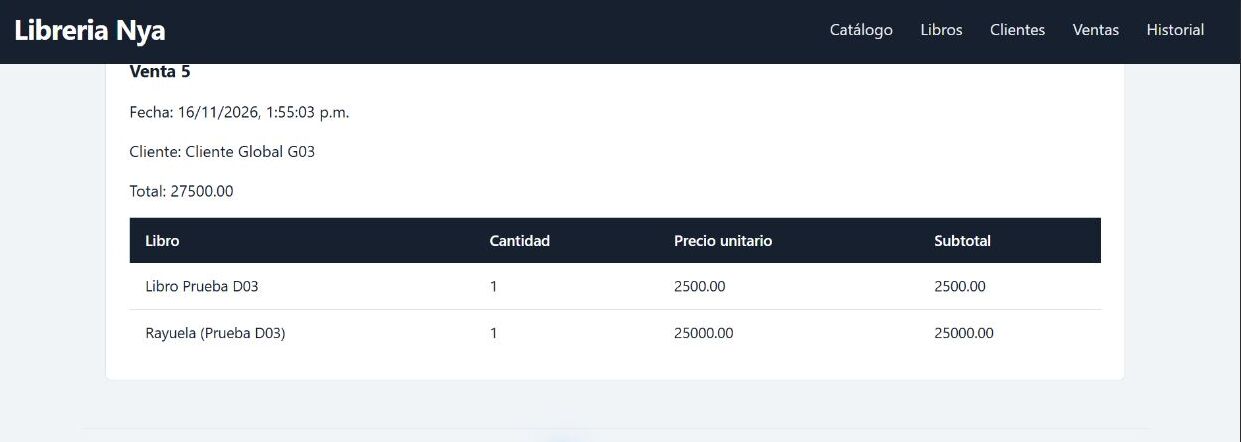 Libreria Nya Catálogo Libros Clientes Ventas Historial
Venta 5
Fecha: 16/11/2026, 1:55:03 p.m.
Cliente: Cliente Global G03
Total: 27500.00
Libro Cantidad Precio unitario Subtotal
Libro Prueba D03 1 2500.00 2500.00
Rayuela (Prueba D03) 1 25000.00 25000.00